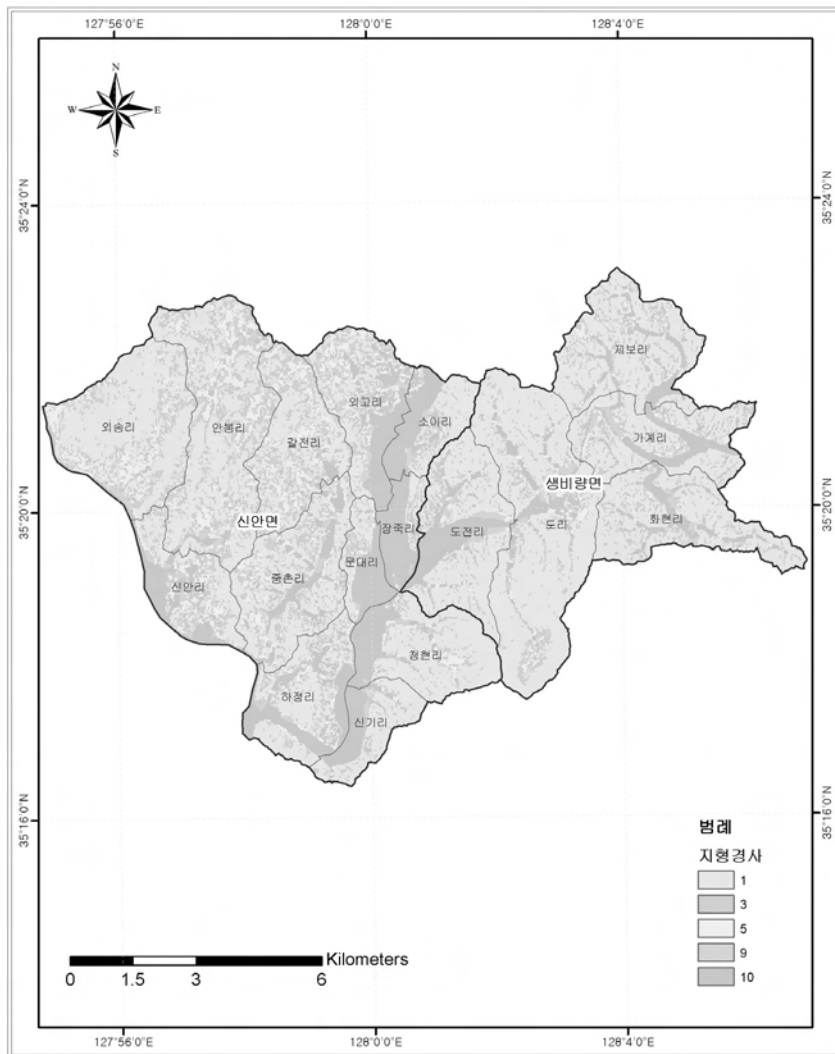 127°56'0"E
128°0'0"E
128°4'0"E
N
W
E
S
35°24'0"N
35°24'0"N
제보리
외고리
소이리
외송리
안봉리
갈전리
가계리
생비량면
35°20'0"N
신안면
장죽리
도전리
도리
화현리
35°20'0"N
문대리
신안리
중촌리
청현리
하정리
신기리
35°16'0"N
35°16'0"N
범례
지형경사
1
3
5
9
10
Kilometers
0
1.5
3
6
127°56'0"E
128°0'0"E
128°4'0"E